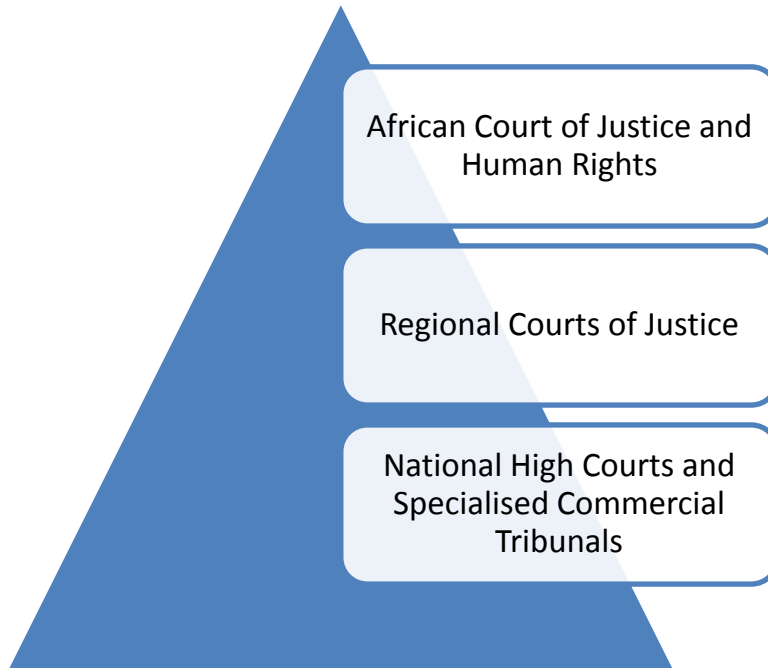 African Court of Justice and
Human Rights
Regional Courts of Justice
National High Courts and
Specialised Commercial
Tribunals